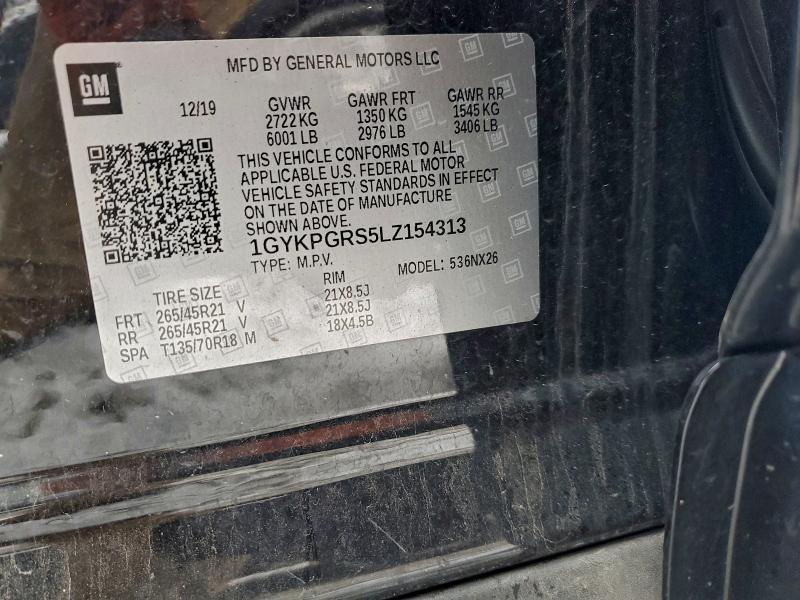 GM
MFD BY GENERAL MOTORS LLC
12/19 GVWR GAWR FRT GAWR RR
2722 KG 1350 KG 1545 KG
6001 LB 2976 LB 3406 LB
THIS VEHICLE CONFORMS TO ALL
APPLICABLE U.S. FEDERAL MOTOR
VEHICLE SAFETY STANDARDS IN EFFECT
ON THE DATE OF MANUFACTURE
SHOWN ABOVE.
1GYKPGRS5LZ154313
TYPE: M.P.V. MODEL: 536NX26
TIRE SIZE RIM
FRT 265/45R21 V 21X8.5J
RR 265/45R21 V 21X8.5J
SPA T135/70R18 M 18X4.5B